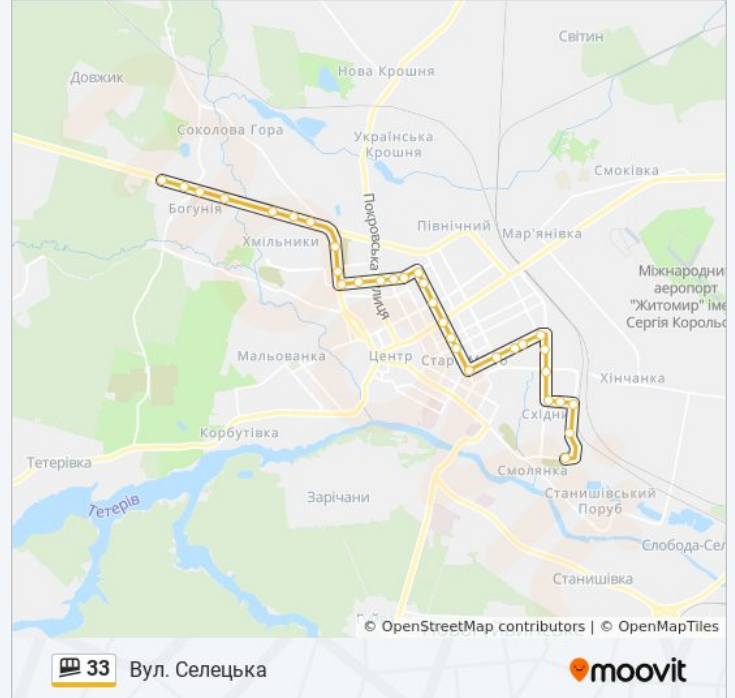 Світин
Довжик
Нова Крошня
Соколова Гора
Українська
Крошня
Смоківка
Богунія
Покровська
Північний
Мар'янівка
Хмільники
Міжнародни
аеропорт
"Житомир" іме
Сергія Корольо
Мальованка
Центр
Хінчанка
Східни
Корбутівка
Тетерівка
Смолянка
Зарічани
Станишівський
Поруб
Тетерів
Слобода-Сел
Станишівка
© OpenStreetMap contributors | © OpenMapTiles
33 Вул. Селецька
moovit